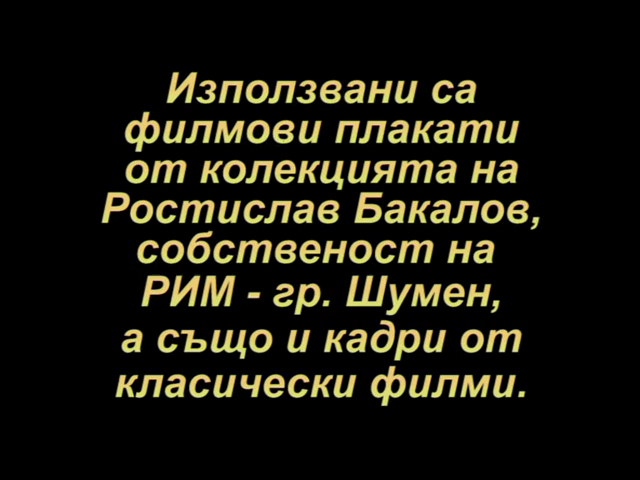 Използвани са
филмови плакати
от колекцията на
Ростислав Бакалов,
собственост на
РИМ - гр. Шумен,
а също и кадри от
класически филми.